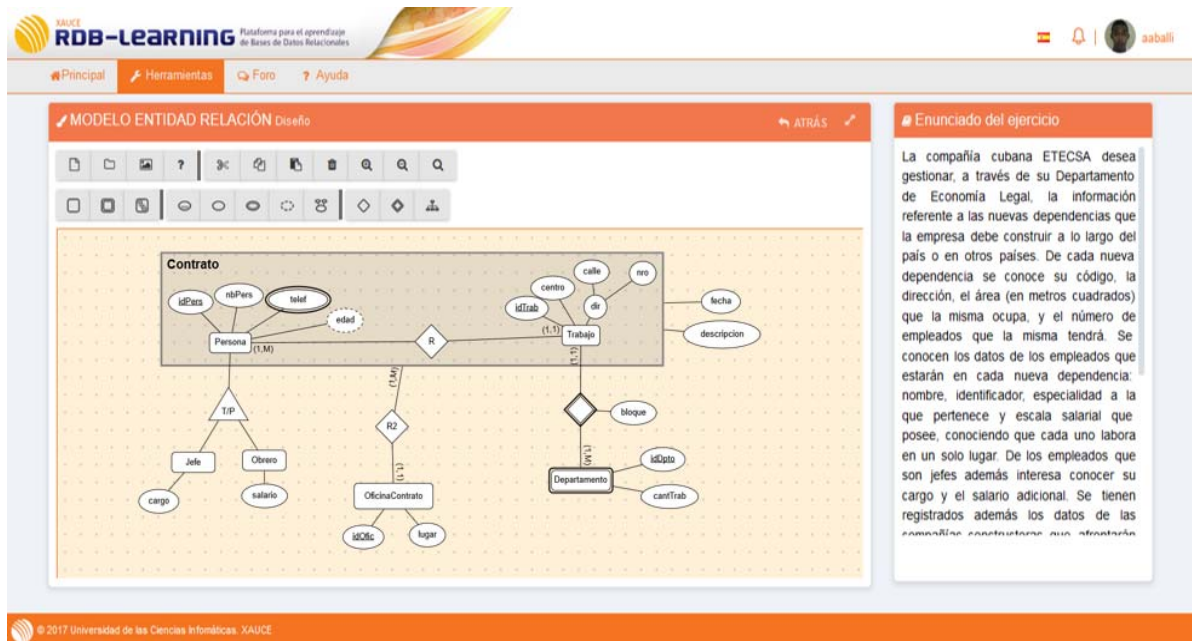 XAUCE
RDB-Learning Plataforma para el aprendizaje
de Bases de Datos Relacionales
aaballi
Principal Herramientas Foro ? Ayuda
MODELO ENTIDAD RELACIÓN Diseño
ATRÁS
Enunciado del ejercicio
?
Contrato
idPers
nbPers
telef
edad
Persona
(1,M)
R
(1,1)
Trabajo
idTrab
centro
calle
dir
nro
fecha
descripcion
(1,1)
(1,M)
T/P
R2
bloque
Jefe
Obrero
cargo
salario
(1,1)
OficinaContrato
idOfic
lugar
(1,M)
Departamento
idDpto
cantTrab
La compañía cubana ETECSA desea
gestionar, a través de su Departamento
de Economía Legal, la información
referente a las nuevas dependencias que
la empresa debe construir a lo largo del
país o en otros países. De cada nueva
dependencia se conoce su código, la
dirección, el área (en metros cuadrados)
que la misma ocupa, y el número de
empleados que la misma tendrá. Se
conocen los datos de los empleados que
estarán en cada nueva dependencia:
nombre, identificador, especialidad a la
que pertenece y escala salarial que
posee, conociendo que cada uno labora
en un solo lugar. De los empleados que
son jefes además interesa conocer su
cargo y el salario adicional. Se tienen
registrados además los datos de las
compañías constructoras que afrontarán
© 2017 Universidad de las Ciencias Infomáticas. XAUCE